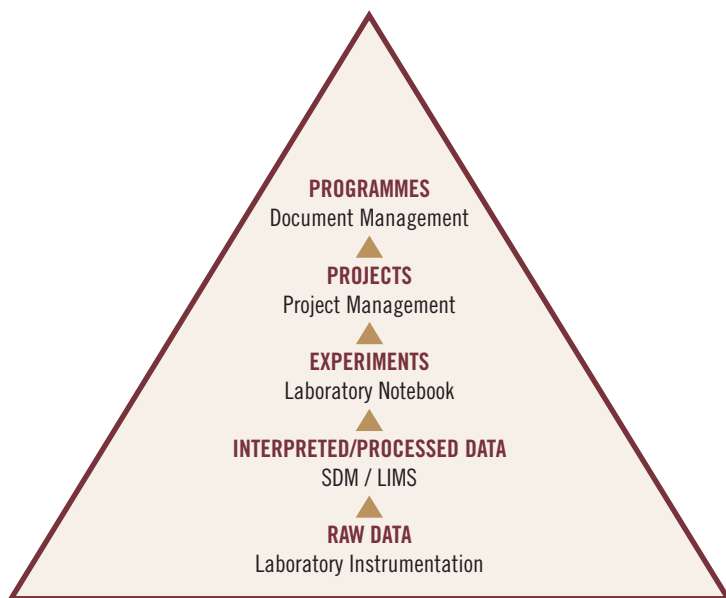 PROGRAMMES
Document Management
PROJECTS
Project Management
EXPERIMENTS
Laboratory Notebook
INTERPRETED/PROCESSED DATA
SDM / LIMS
RAW DATA
Laboratory Instrumentation